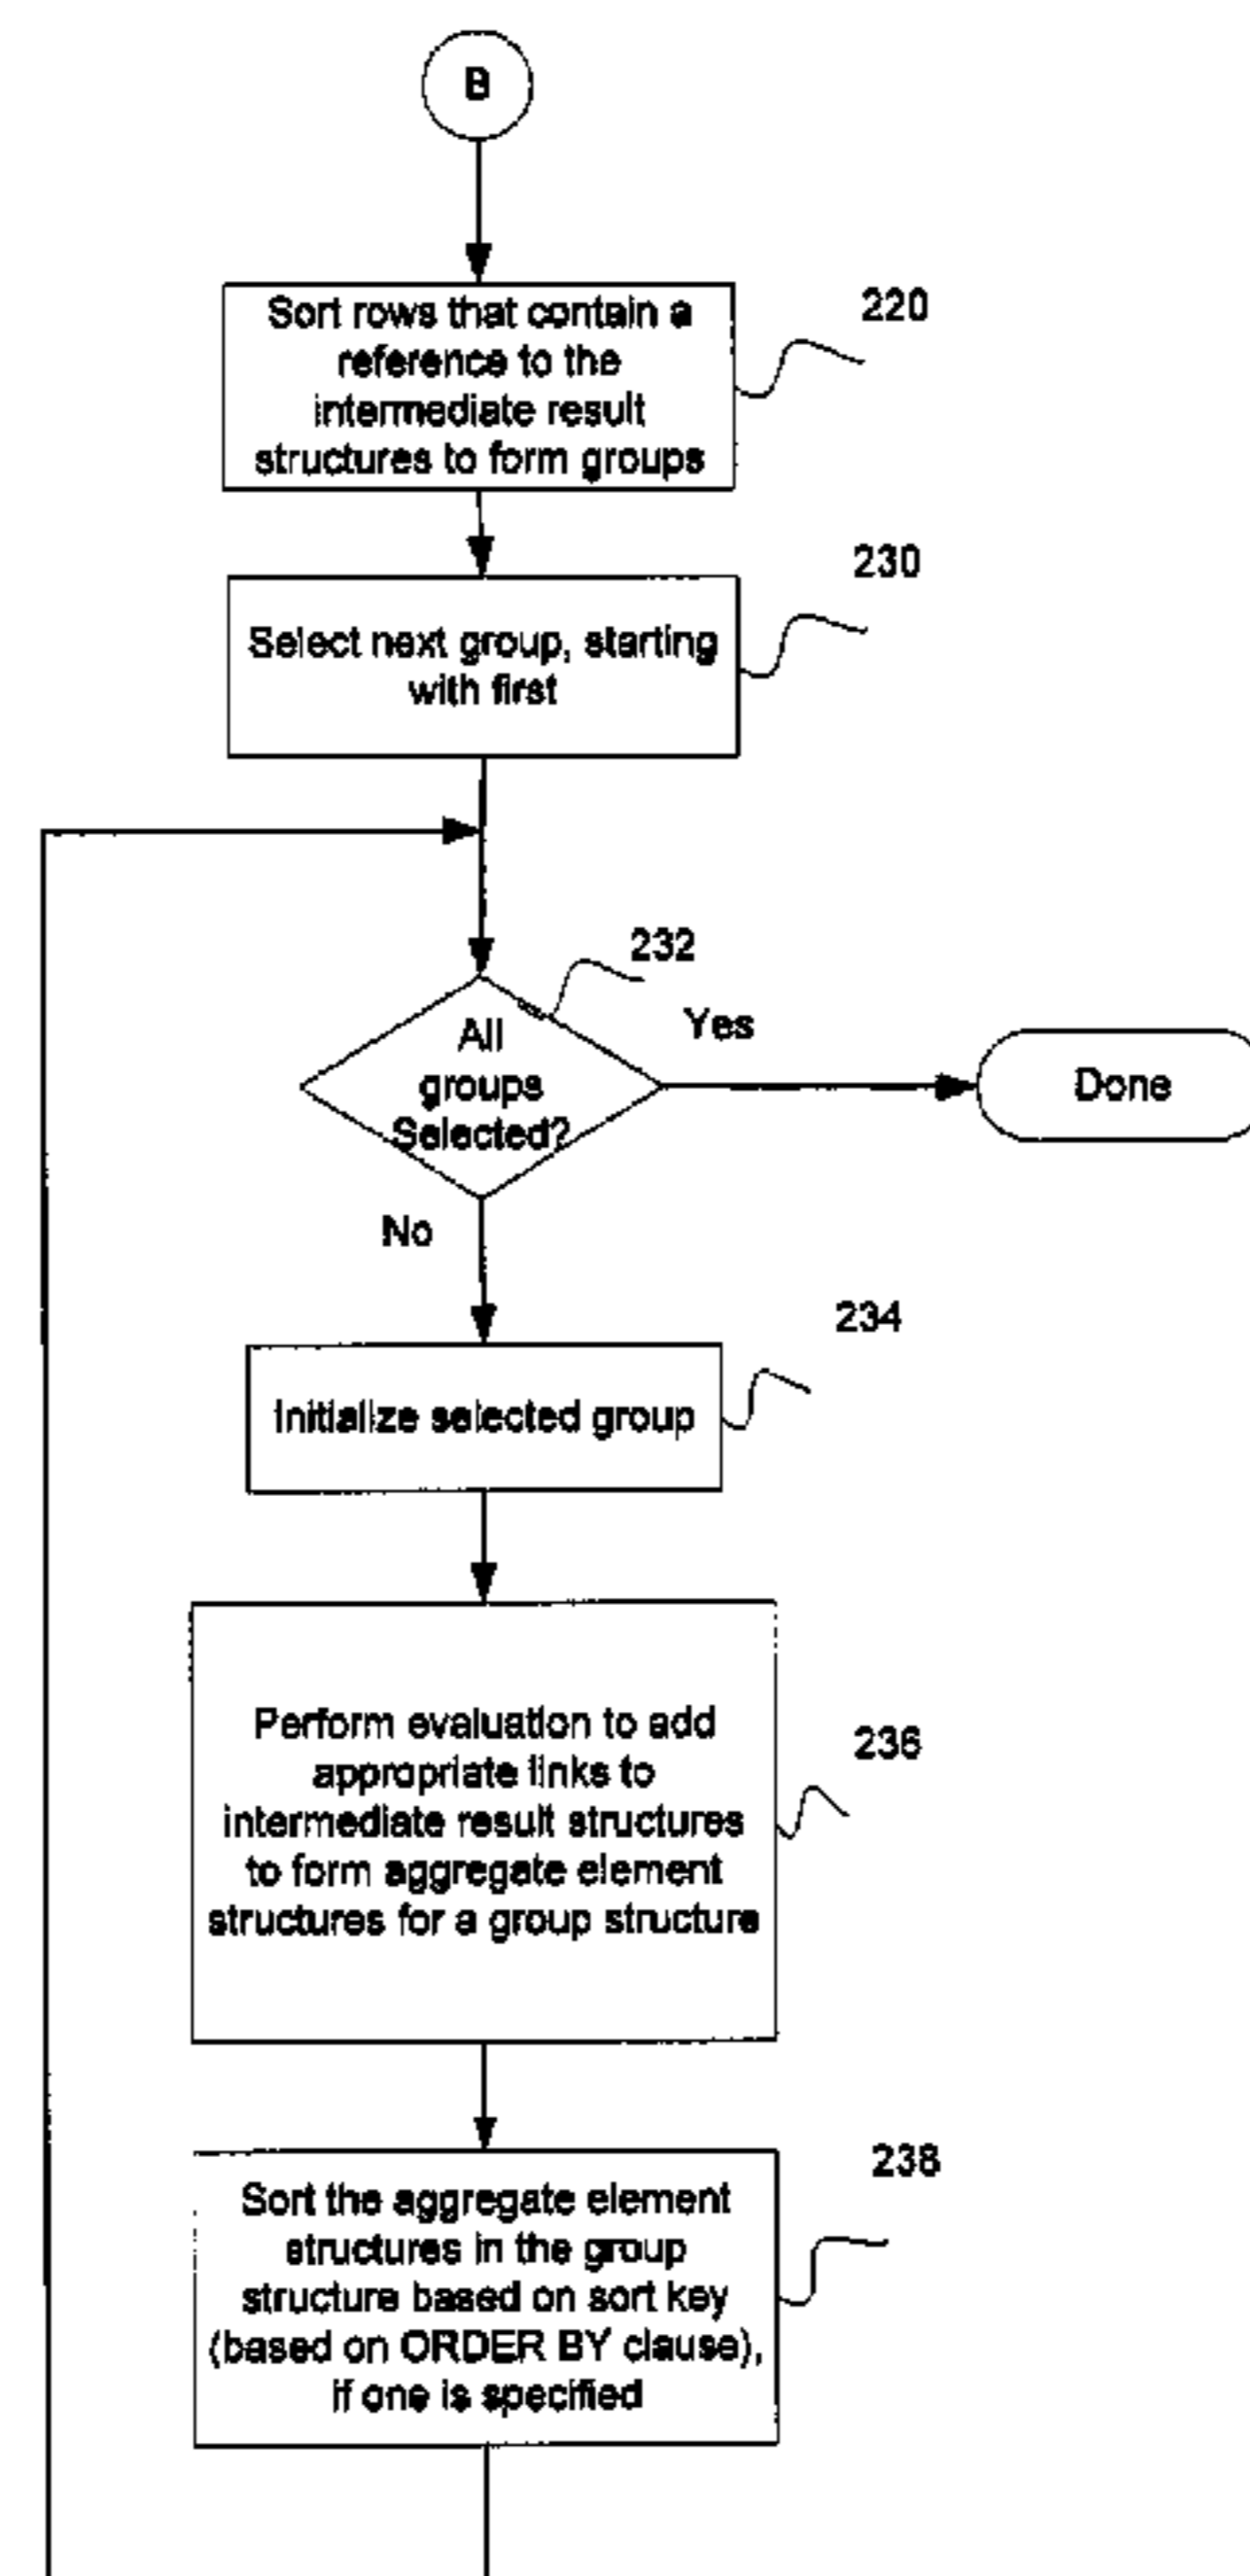 B
Sort rows that contain a
reference to the
intermediate result
structures to form groups
220
Select next group, starting
with first
230
232
All
groups
Selected?
Yes
Done
No
Initialize selected group
234
Perform evaluation to add
appropriate links to
intermediate result structures
to form aggregate element
structures for a group structure
236
Sort the aggregate element
structures in the group
structure based on sort key
(based on ORDER BY clause),
if one is specified
238